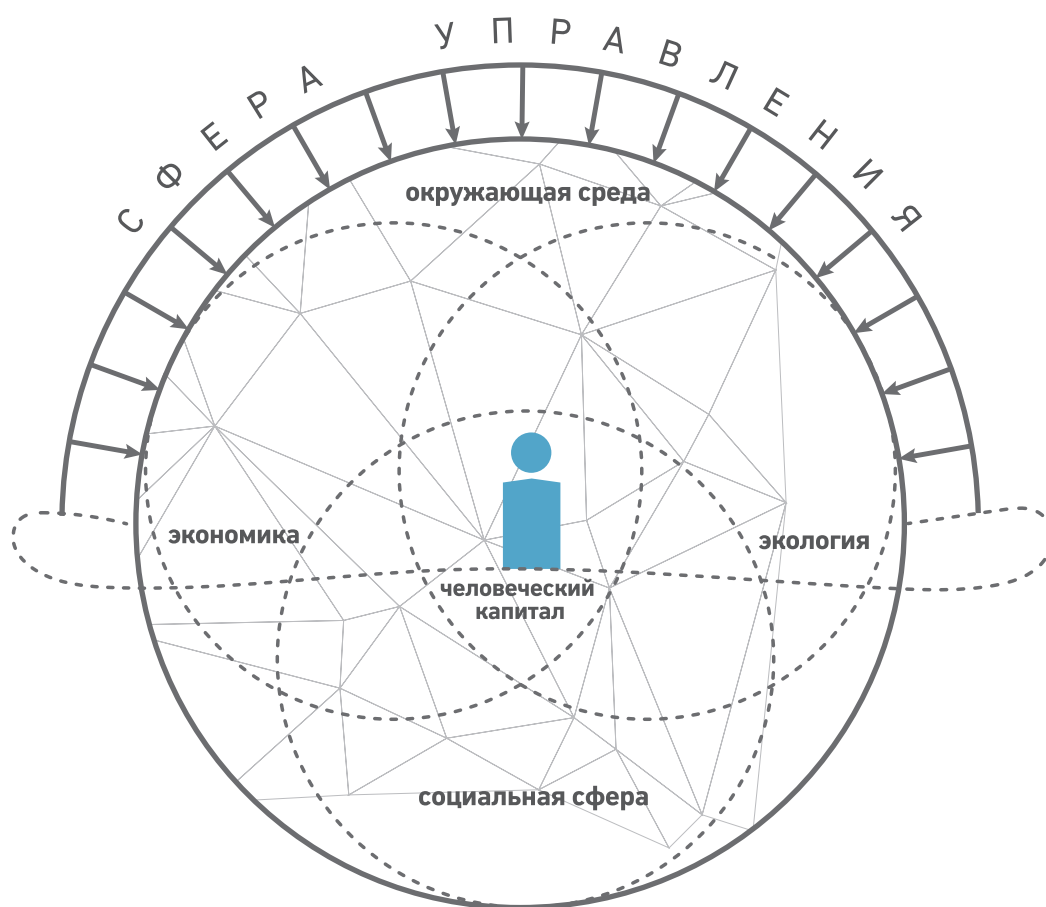 СФЕРА УПРАВЛЕНИЯ
окружающая среда
экономика
экология
человеческий
капитал
социальная сфера